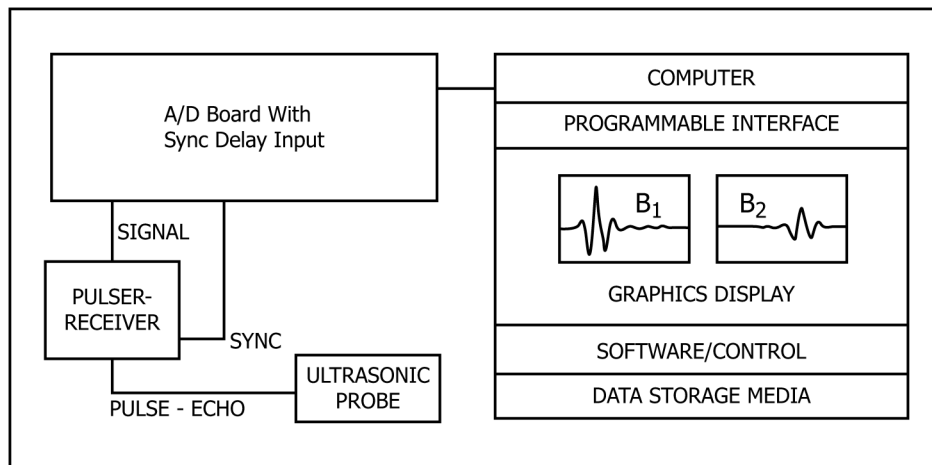 A/D Board With
Sync Delay Input
SIGNAL
PULSER-
RECEIVER
SYNC
PULSE - ECHO
ULTRASONIC
PROBE
COMPUTER
PROGRAMMABLE INTERFACE
B₁
B₂
GRAPHICS DISPLAY
SOFTWARE/CONTROL
DATA STORAGE MEDIA